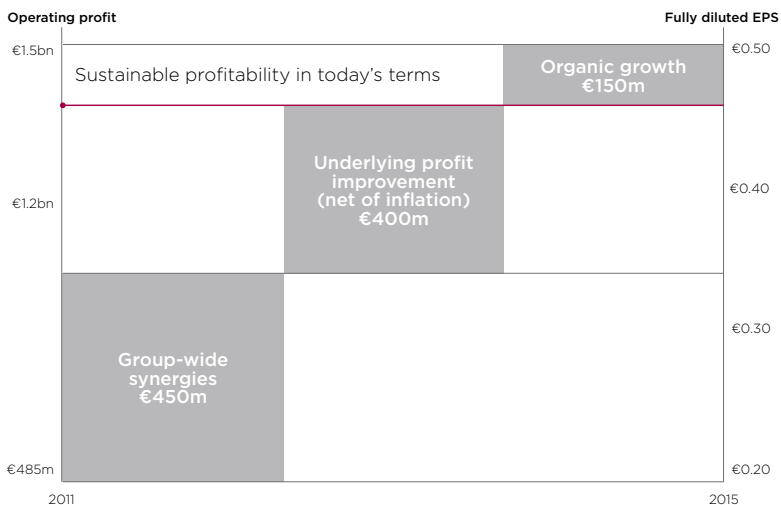 Operating profit
Fully diluted EPS
€1.5bn
€0.50
Sustainable profitability in today's terms
Organic growth
€150m
Underlying profit
improvement
(net of inflation)
€400m
€1.2bn
€0.40
€0.30
Group-wide
synergies
€450m
€485m
€0.20
2011
2015